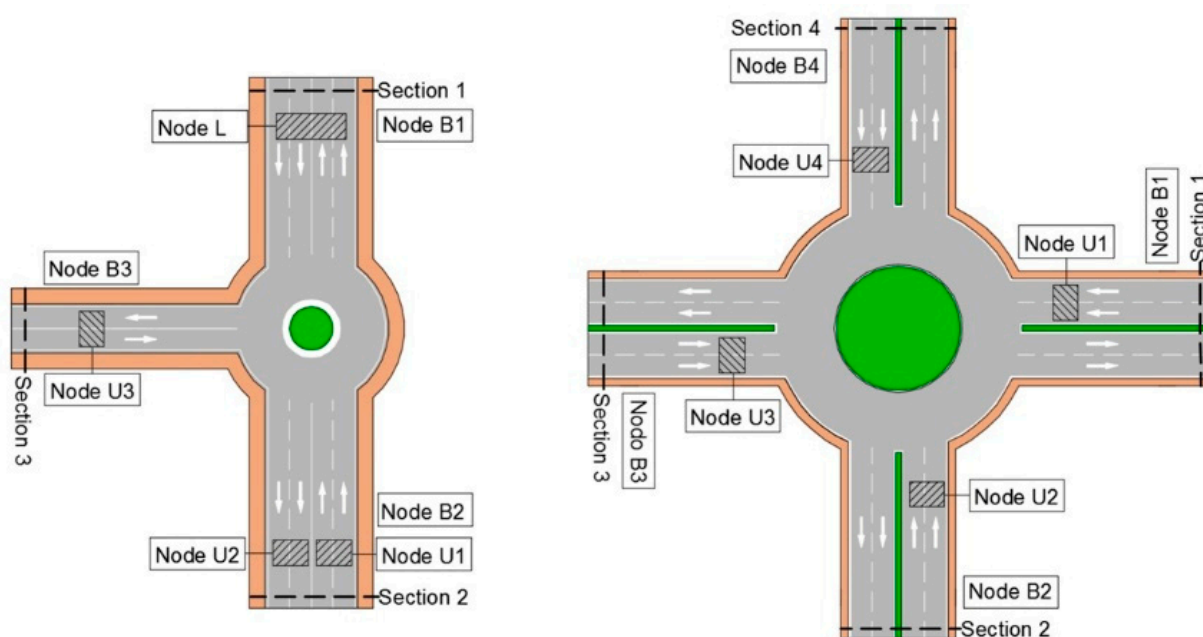 Section 1
Node L
Node B1
Node B3
Node U3
Section 3
Node B2
Node U2
Node U1
Section 2
Section 4
Node B4
Node U4
Node B1
Section 1
Node U1
Node U3
Section 3
Nodo B3
Node U2
Node B2
Section 2